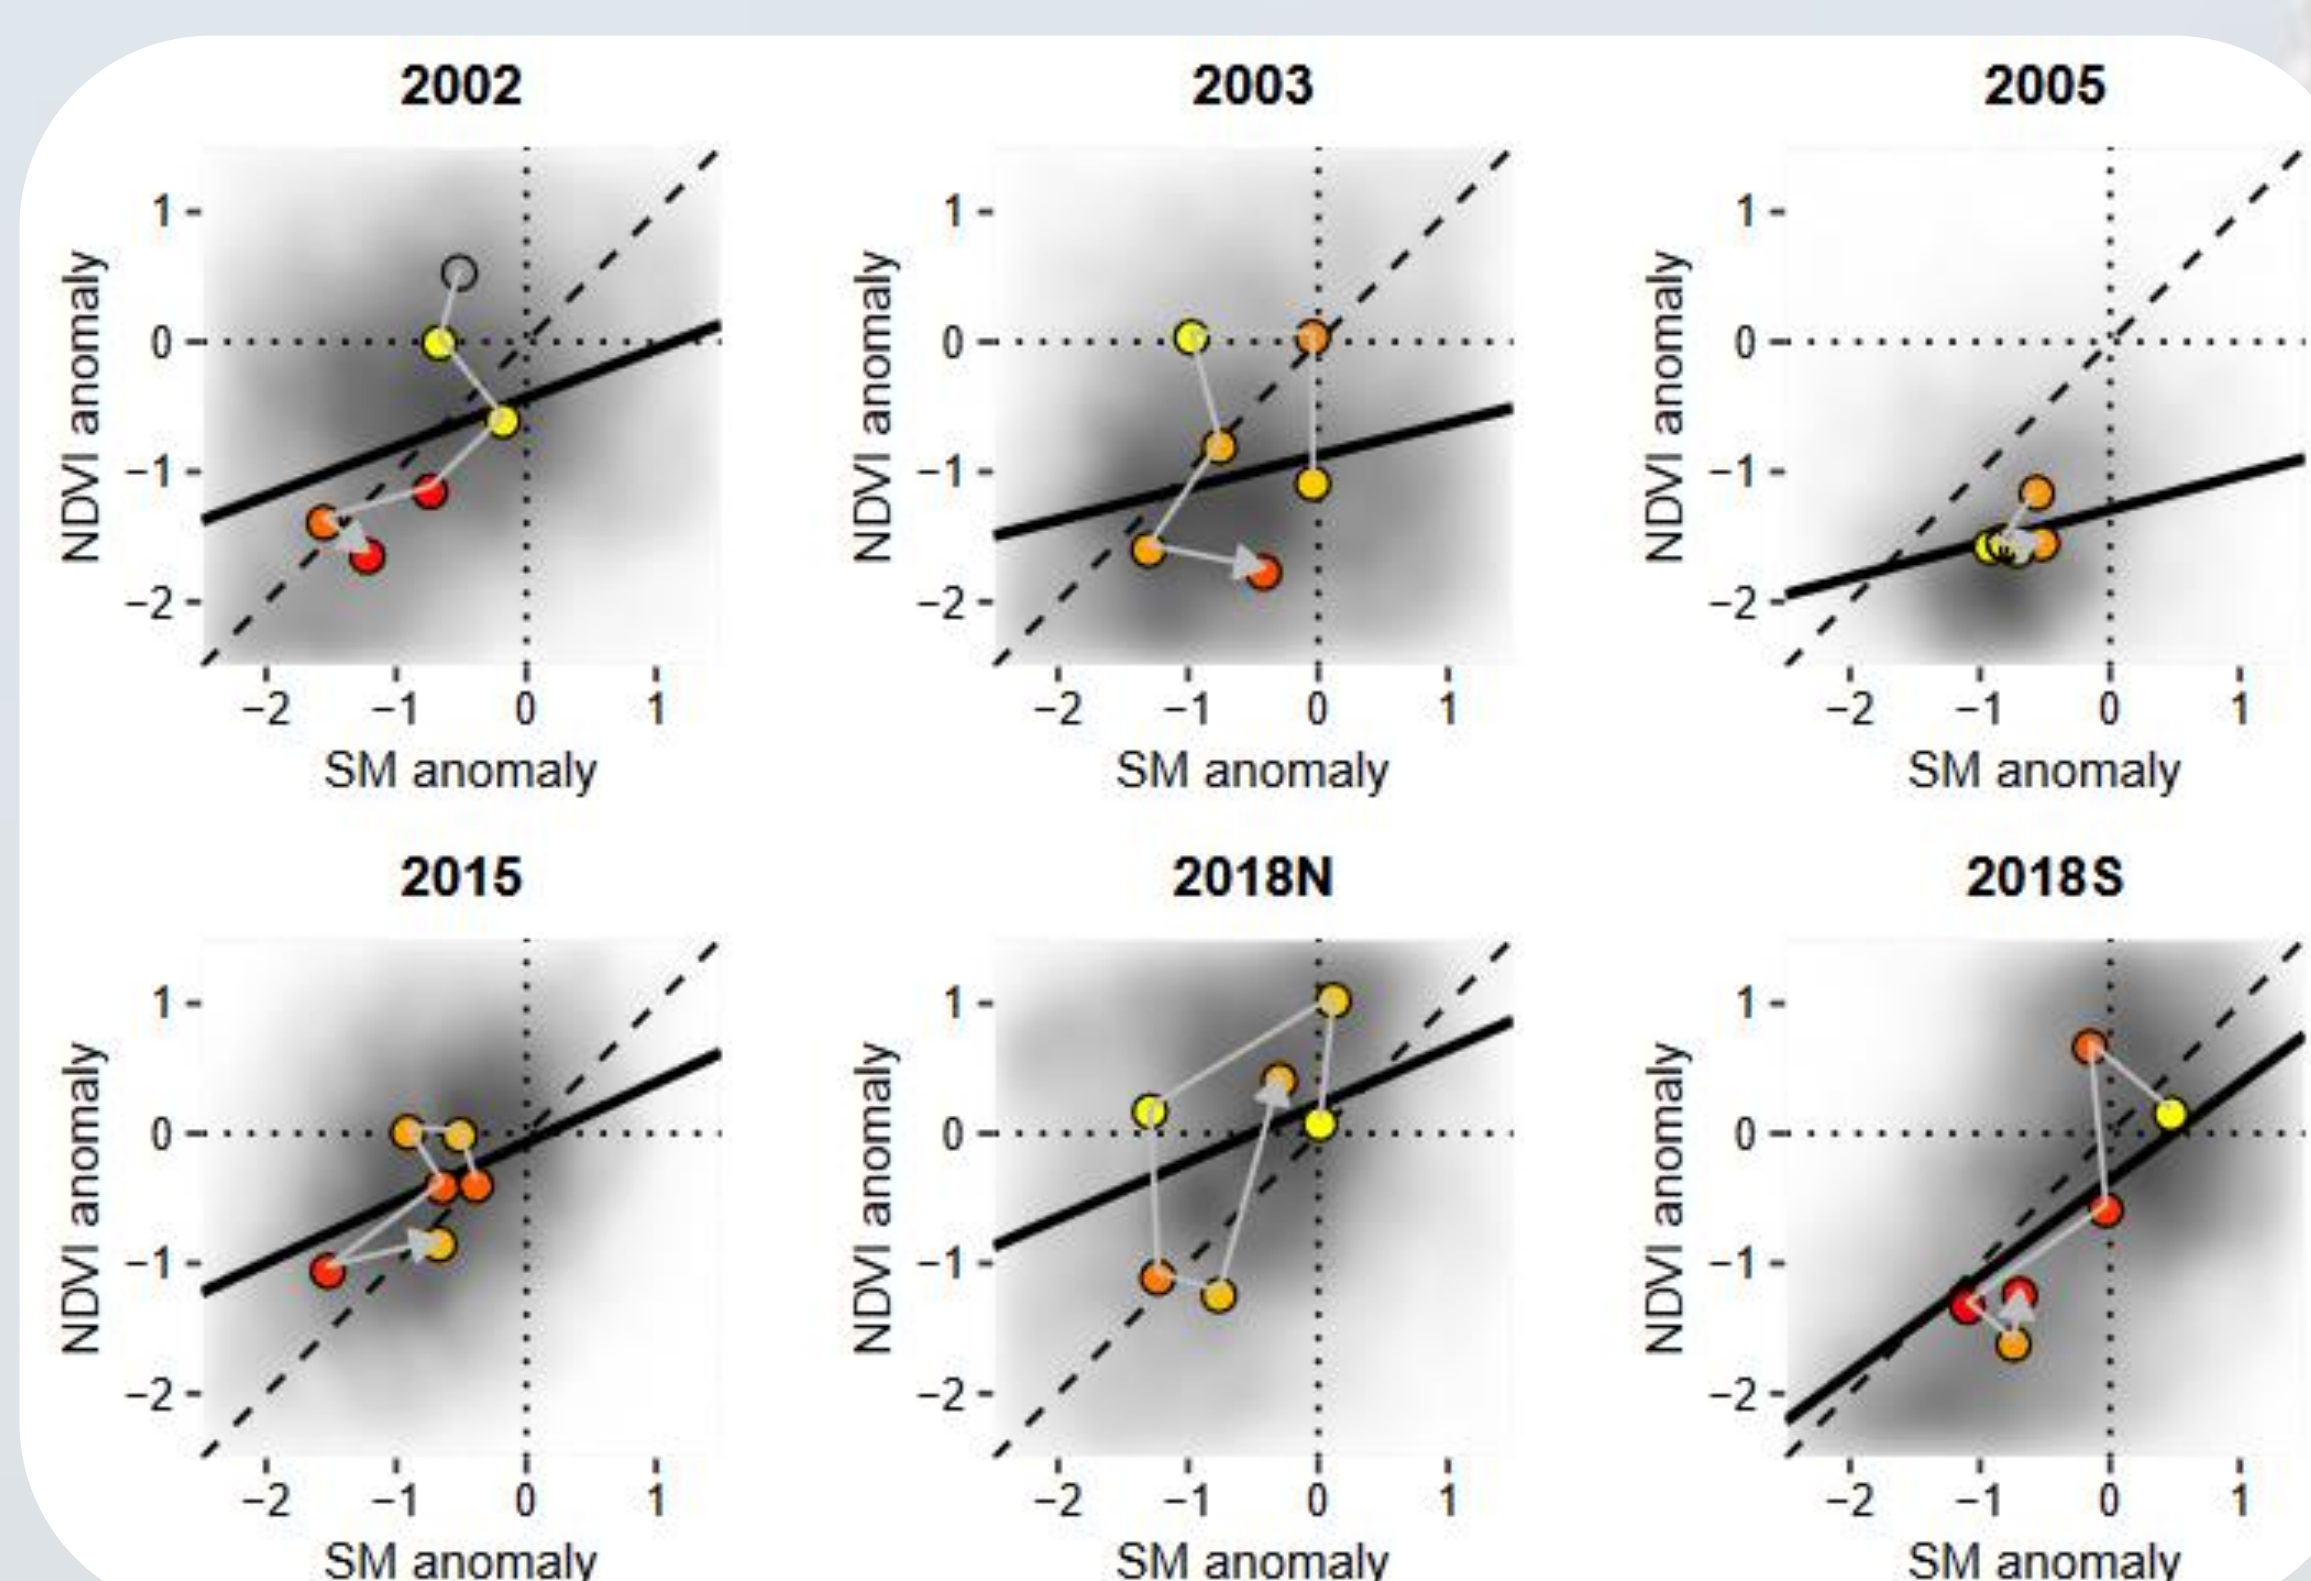 2002 2003 2005
NDVI anomaly NDVI anomaly NDVI anomaly
1 1 1
0 0 0
−1 −1 −1
−2 −2 −2
−2 −1 0 1 −2 −1 0 1 −2 −1 0 1
SM anomaly SM anomaly SM anomaly
2015 2018N 2018S
NDVI anomaly NDVI anomaly NDVI anomaly
1 1 1
0 0 0
−1 −1 −1
−2 −2 −2
−2 −1 0 1 −2 −1 0 1 −2 −1 0 1
SM anomaly SM anomaly SM anomaly